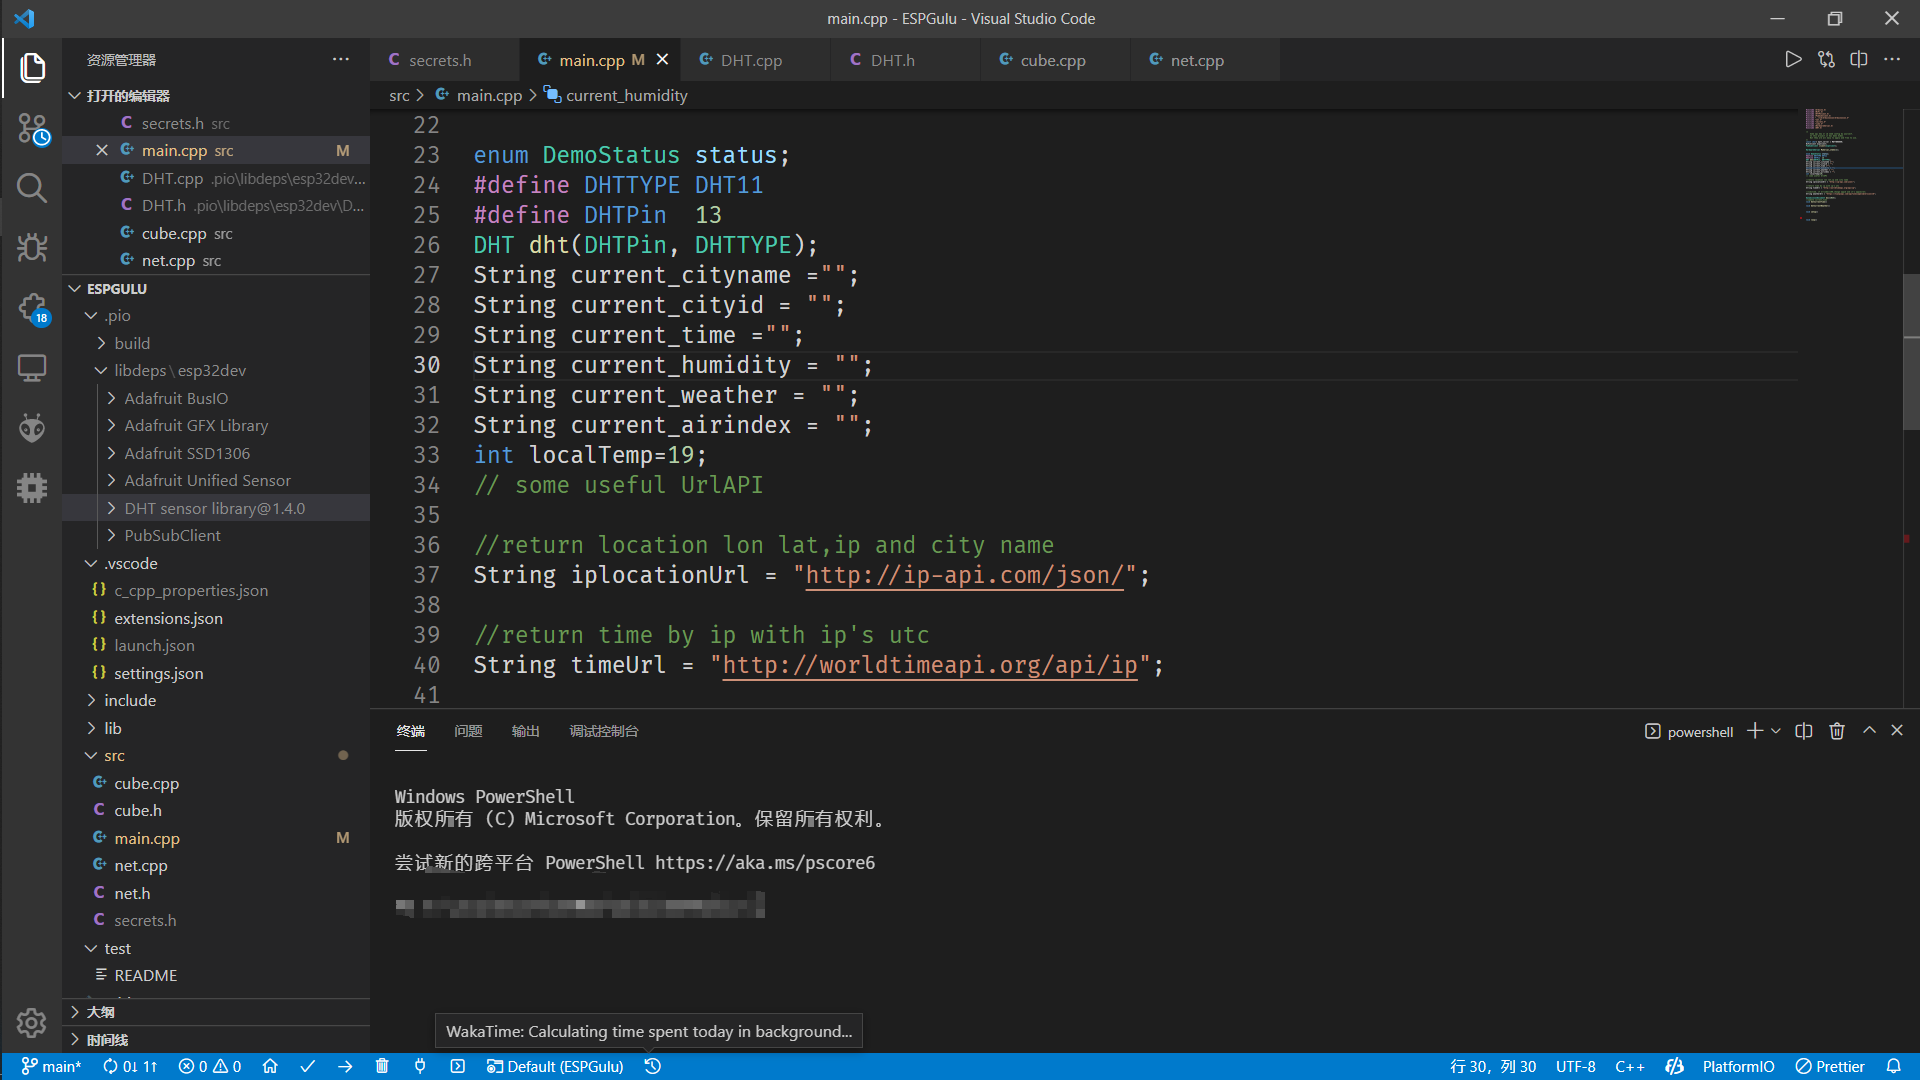 main.cpp - ESPGulu - Visual Studio Code
资源管理器
打开的编辑器
secrets.h src
main.cpp src M
DHT.cpp .pio\libdeps\esp32dev...
DHT.h .pio\libdeps\esp32dev\D...
cube.cpp src
net.cpp src
ESPGULU
.pio
build
libdeps\esp32dev
Adafruit BusIO
Adafruit GFX Library
Adafruit SSD1306
Adafruit Unified Sensor
DHT sensor library@1.4.0
PubSubClient
.vscode
c_cpp_properties.json
extensions.json
launch.json
settings.json
include
lib
src
cube.cpp
cube.h
main.cpp M
net.cpp
net.h
secrets.h
test
README
大纲
时间线
18
secrets.h
main.cpp M
DHT.cpp
DHT.h
cube.cpp
net.cpp
src > main.cpp > current_humidity
22
23 enum DemoStatus status;
24 #define DHTTYPE DHT11
25 #define DHTPin  13
26 DHT dht(DHTPin, DHTTYPE);
27 String current_cityname ="";
28 String current_cityid = "";
29 String current_time ="";
30 String current_humidity = "";
31 String current_weather = "";
32 String current_airindex = "";
33 int localTemp=19;
34 // some useful UrlAPI
35
36 //return location lon lat,ip and city name
37 String iplocationUrl = "http://ip-api.com/json/";
38
39 //return time by ip with ip's utc
40 String timeUrl = "http://worldtimeapi.org/api/ip";
41
终端 问题 输出 调试控制台
powershell
Windows PowerShell
版权所有 (C) Microsoft Corporation。保留所有权利。
尝试新的跨平台 PowerShell https://aka.ms/pscore6
WakaTime: Calculating time spent today in background...
main* 0↓ 1↑ 0 0 Default (ESPGulu)
行 30，列 30 UTF-8 C++ PlatformIO Prettier